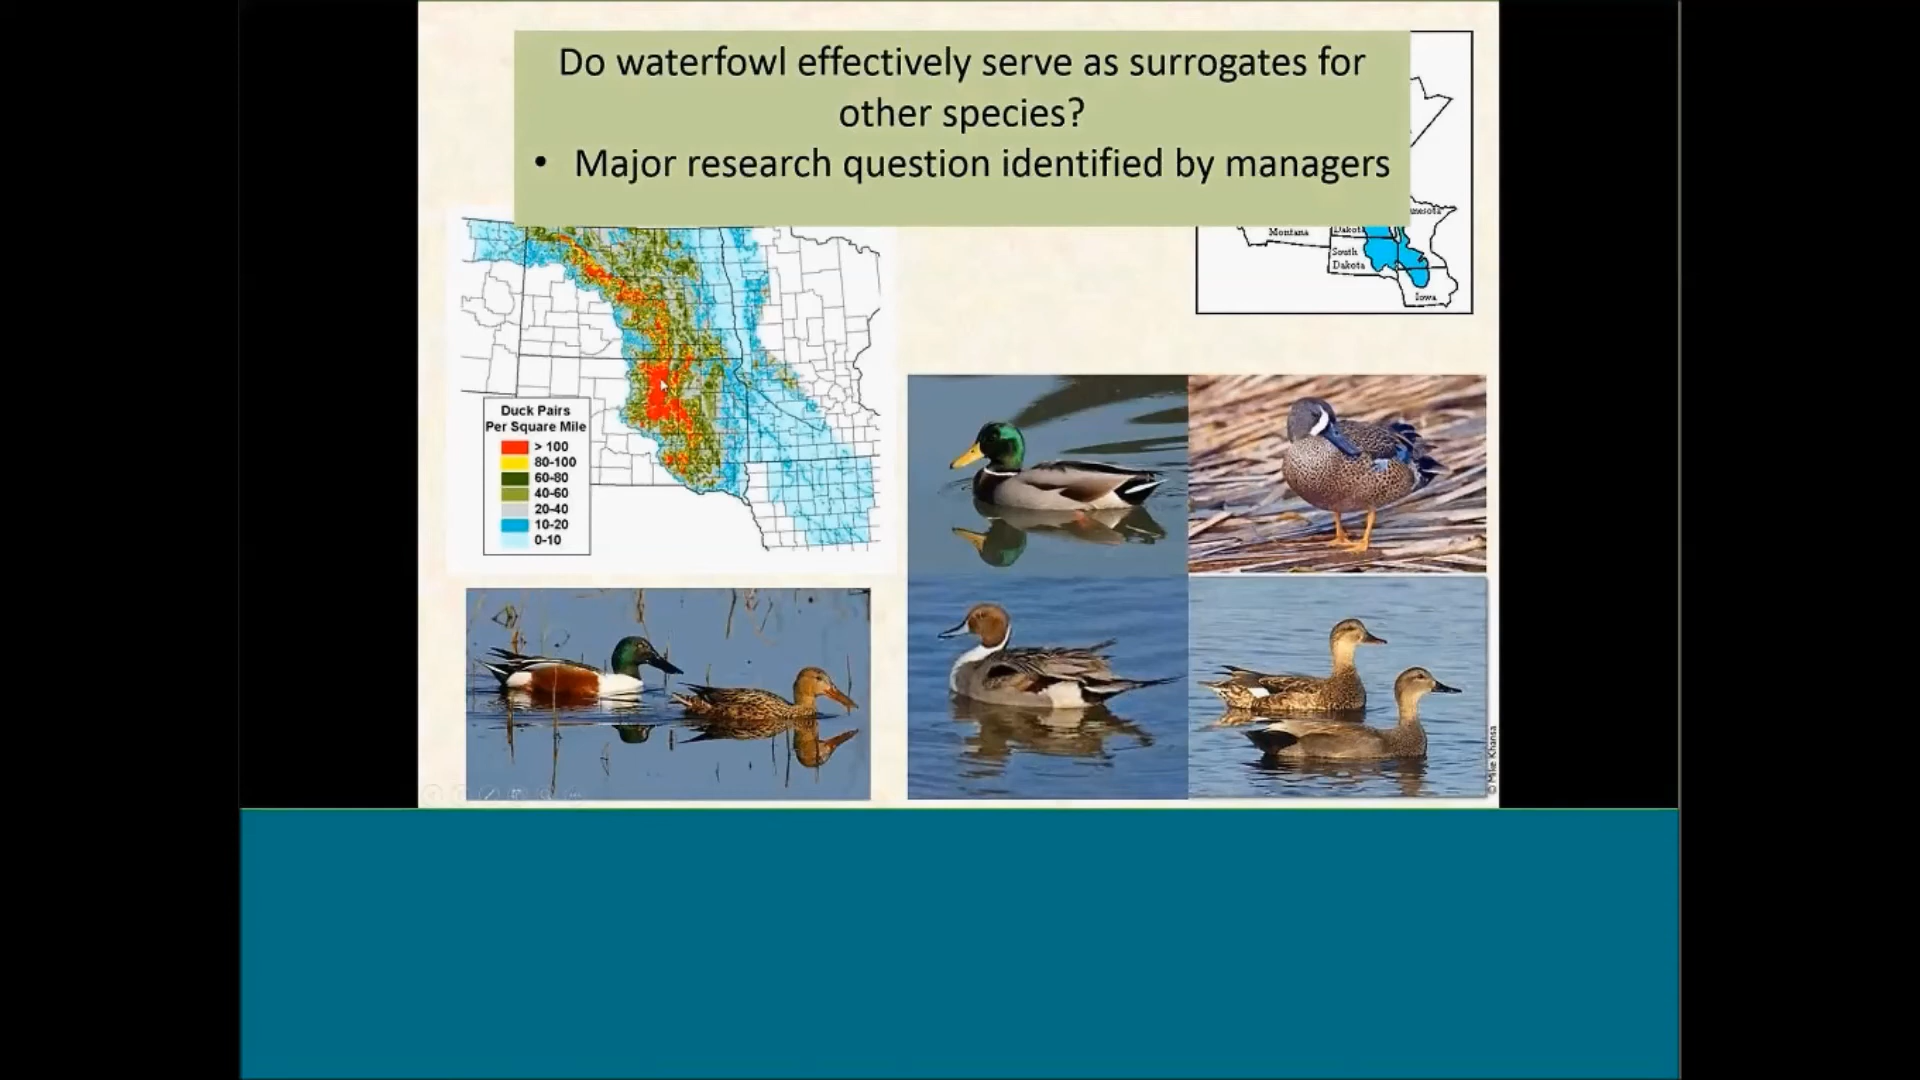 Do waterfowl effectively serve as surrogates for
other species?
• Major research question identified by managers
nesota
Montana
Dakota
South
Dakota
Iowa
Duck Pairs
Per Square Mile
> 100
80-100
60-80
40-60
20-40
10-20
0-10
© Mike Khansa